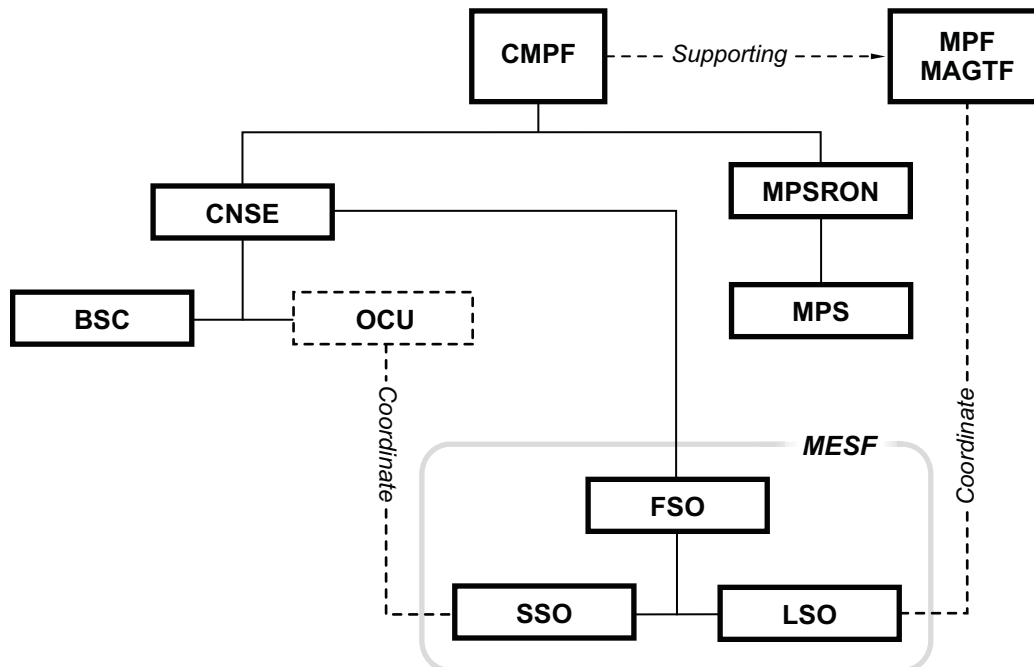 CMPF
Supporting
MPF
MAGTF
CNSE
MPSRON
BSC
OCU
MPS
Coordinate
Coordinate
MESF
FSO
SSO
LSO